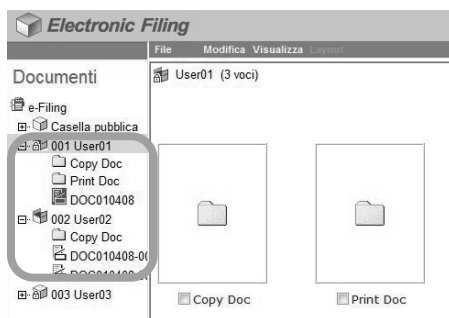 Electronic Filing
File Modifica Visualizza Layout
Documenti
User01 (3 voci)
e-Filing
Casella pubblica
001 User01
Copy Doc
Print Doc
DOC010408
002 User02
Copy Doc
003 User03
Copy Doc
Print Doc